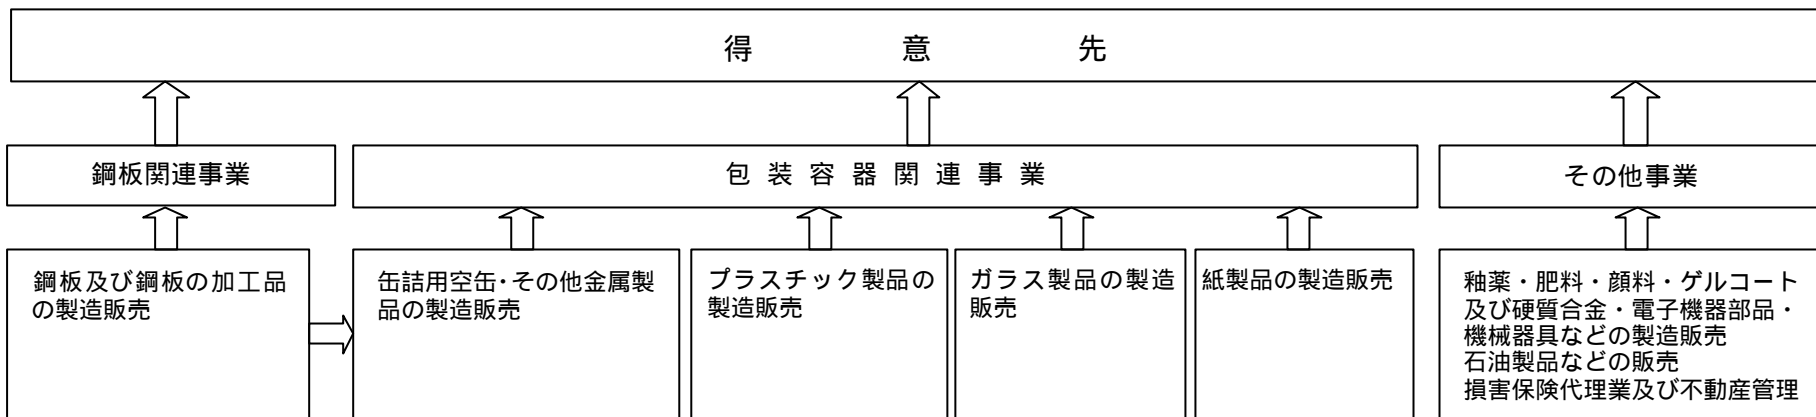 得意先
鋼板関連事業
包装容器関連事業
その他事業
鋼板及び鋼板の加工品
の製造販売
缶詰用空缶・その他金属製
品の製造販売
プラスチック製品の
製造販売
ガラス製品の製造
販売
紙製品の製造販売
釉薬・肥料・顔料・ゲルコート
及び硬質合金・電子機器部品・
機械器具などの製造販売
石油製品などの販売
損害保険代理業及び不動産管理